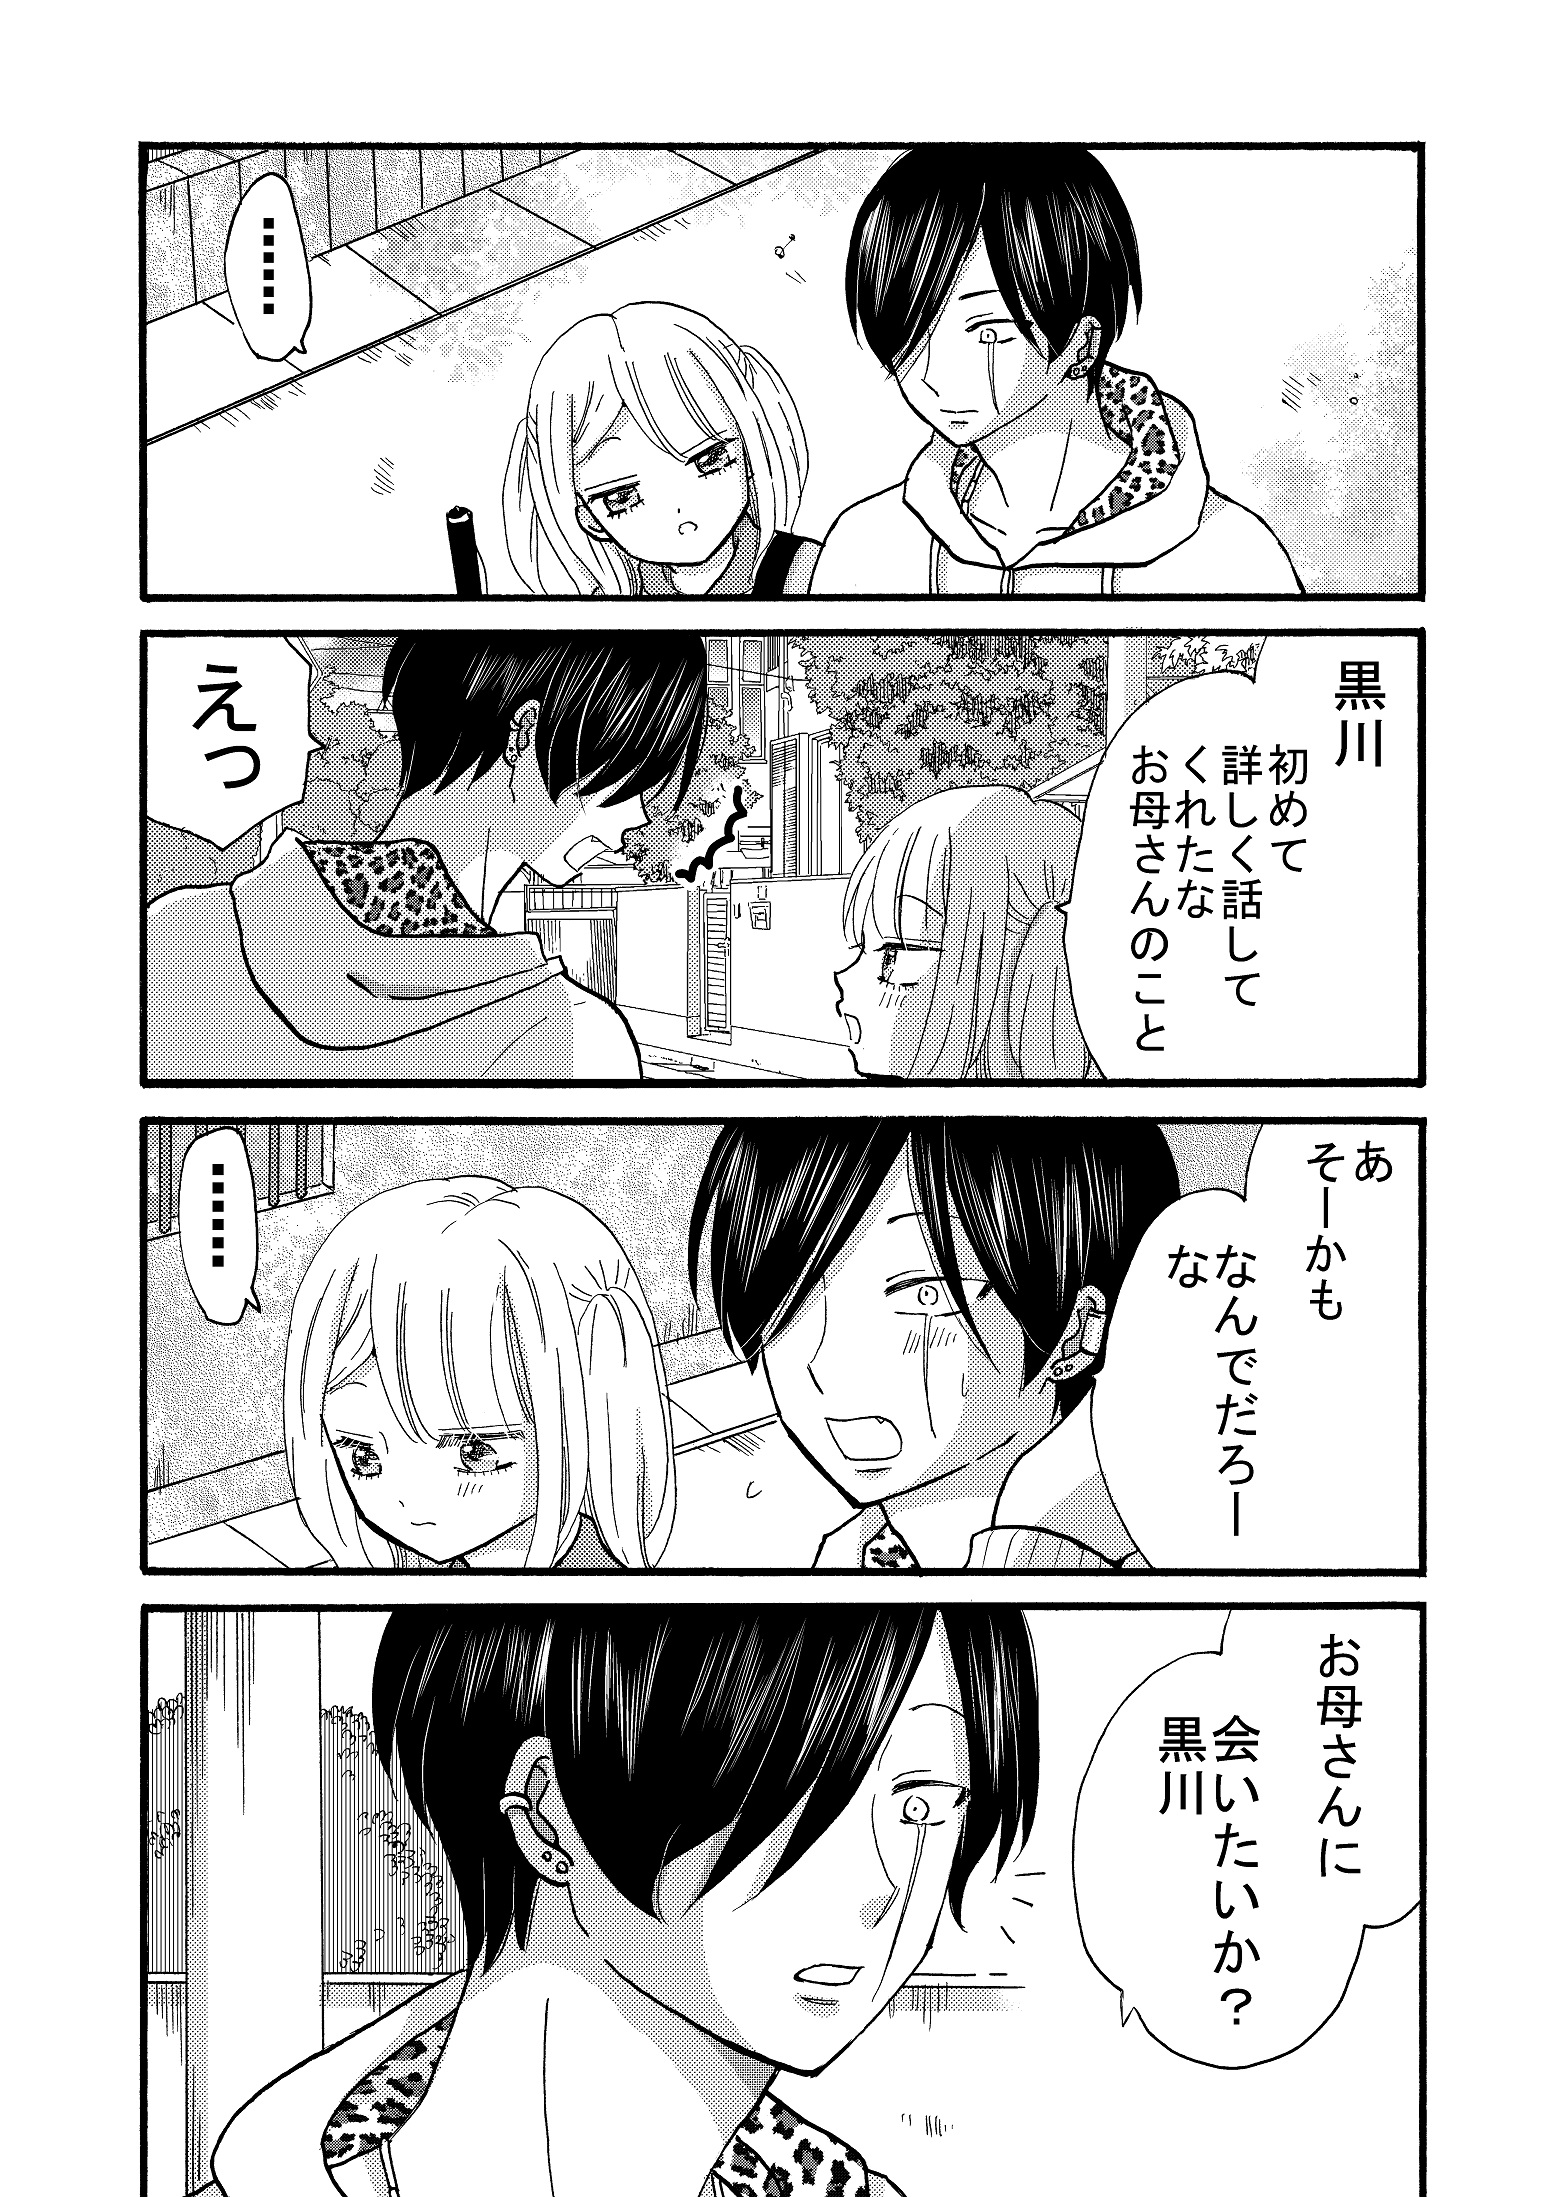 ……
黒川
初めて
詳しく話して
くれたな
お母さんのこと
えっ
あ
そーかも
なんでだろー
な
……
お母さんに
会いたいか？
黒川